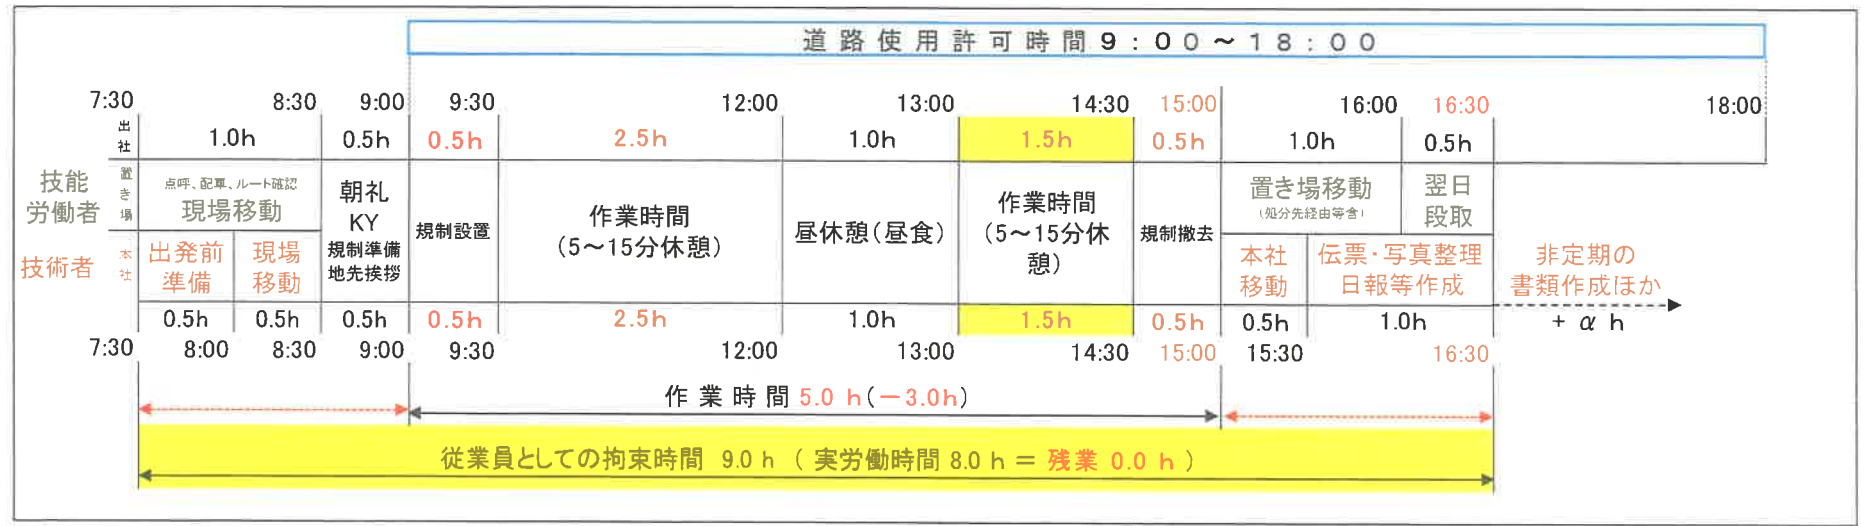 道路使用許可時間9：00～18：00
7:30 8:30 9:00 9:30 12:00 13:00 14:30 15:00 16:00 16:30 18:00
出社 1.0h 0.5h 0.5h 2.5h 1.0h 1.5h 0.5h 1.0h 0.5h
技能
労働者
置き場
点呼、配車、ルート確認
現場移動
朝礼
KY
規制準備
地先挨拶
規制設置
作業時間
（5～15分休憩）
昼休憩（昼食）
作業時間
（5～15分休
憩）
規制撤去
置き場移動
（処分先経由等含）
翌日
段取
技術者
本社
出発前
準備
現場
移動
本社
移動
伝票・写真整理
日報等作成
非定期の
書類作成ほか
0.5h 0.5h 0.5h 0.5h 2.5h 1.0h 1.5h 0.5h 0.5h 1.0h + α h
7:30 8:00 8:30 9:00 9:30 12:00 13:00 14:30 15:00 15:30 16:30
作業時間 5.0 h（－3.0h）
従業員としての拘束時間 9.0 h （ 実労働時間 8.0 h ＝ 残業 0.0 h ）